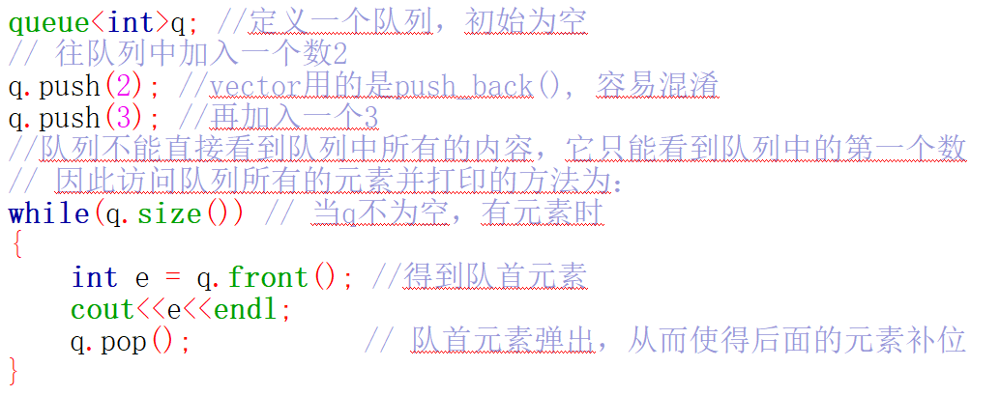 queue<int>q; //定义一个队列，初始为空
// 往队列中加入一个数2
q.push(2); //vector用的是push_back(), 容易混淆
q.push(3); //再加入一个3
//队列不能直接看到队列中所有的内容，它只能看到队列中的第一个数
// 因此访问队列所有的元素并打印的方法为：
while(q.size()) // 当q不为空，有元素时
{
    int e = q.front(); //得到队首元素
    cout<<e<<endl;
    q.pop();           // 队首元素弹出，从而使得后面的元素补位
}